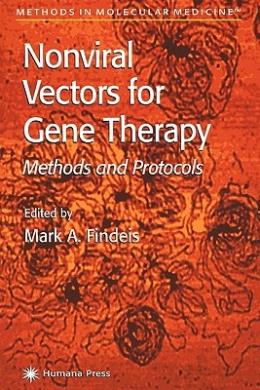 METHODS IN MOLECULAR MEDICINE™
Nonviral
Vectors for
Gene Therapy
Methods and Protocols
Edited by
Mark A. Findeis
Humana Press